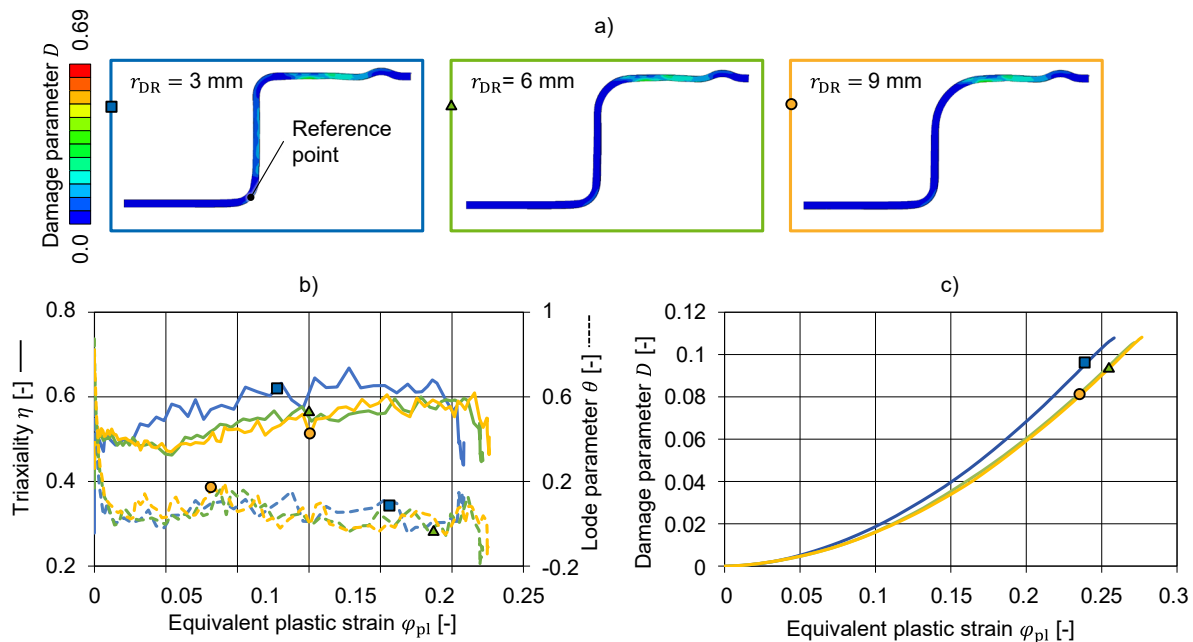 a)
Damage parameter D
0.0
0.69
r_DR = 3 mm
Reference
point
r_DR= 6 mm
r_DR = 9 mm
b)
Triaxiality η [-]
0.8
0.6
0.4
0.2
0
0.1
0.15
0.2
0.25
Equivalent plastic strain φ_pl [-]
1
0.6
0.2
-0.2
Lode parameter θ [-]
c)
Damage parameter D [-]
0.12
0.1
0.08
0.06
0.04
0.02
0
0
0.05
0.1
0.15
0.2
0.25
0.3
Equivalent plastic strain φ_pl [-]